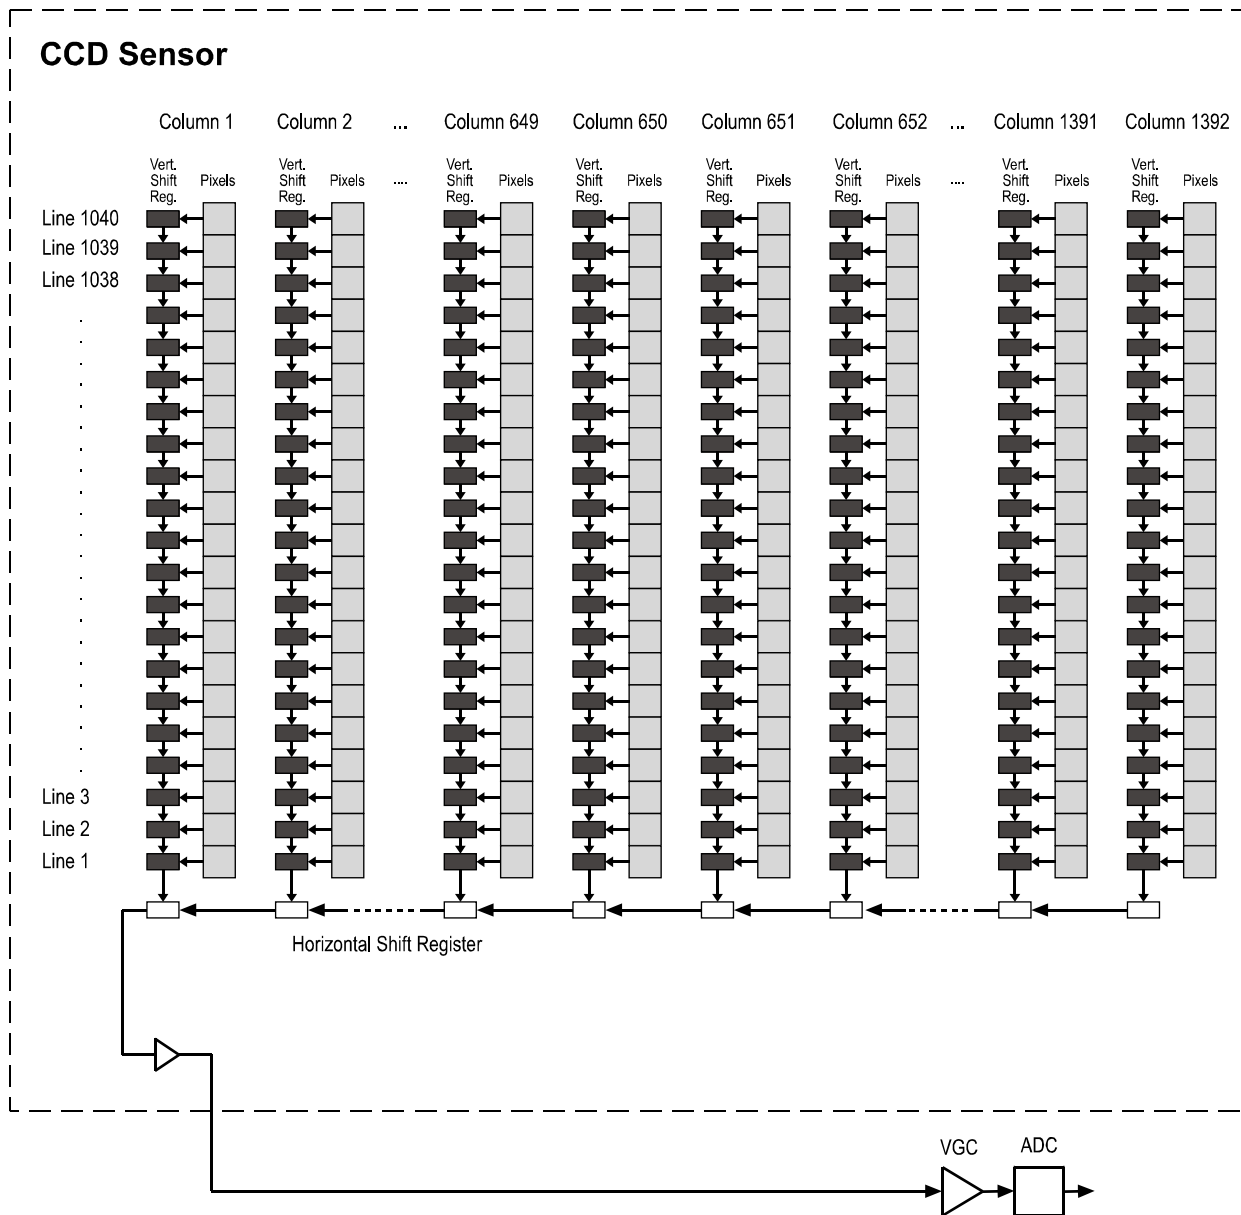 CCD Sensor
Column 1 Column 2 ... Column 649 Column 650 Column 651 Column 652 ... Column 1391 Column 1392
Vert. Vert. Vert. Vert. Vert. Vert. Vert. Vert.
Shift Pixels Shift Pixels .... Shift Pixels Shift Pixels Shift Pixels Shift Pixels .... Shift Pixels Shift Pixels
Reg. Reg. Reg. Reg. Reg. Reg. Reg. Reg.
Line 1040
Line 1039
Line 1038
Line 3
Line 2
Line 1
Horizontal Shift Register
VGC ADC